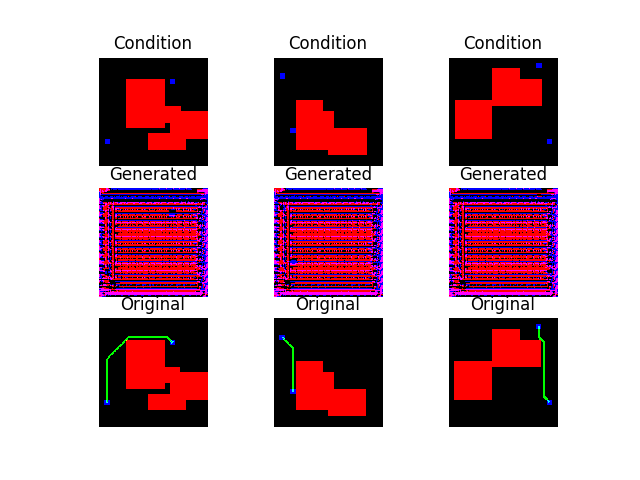 Condition Condition Condition
Generated Generated Generated
Original Original Original